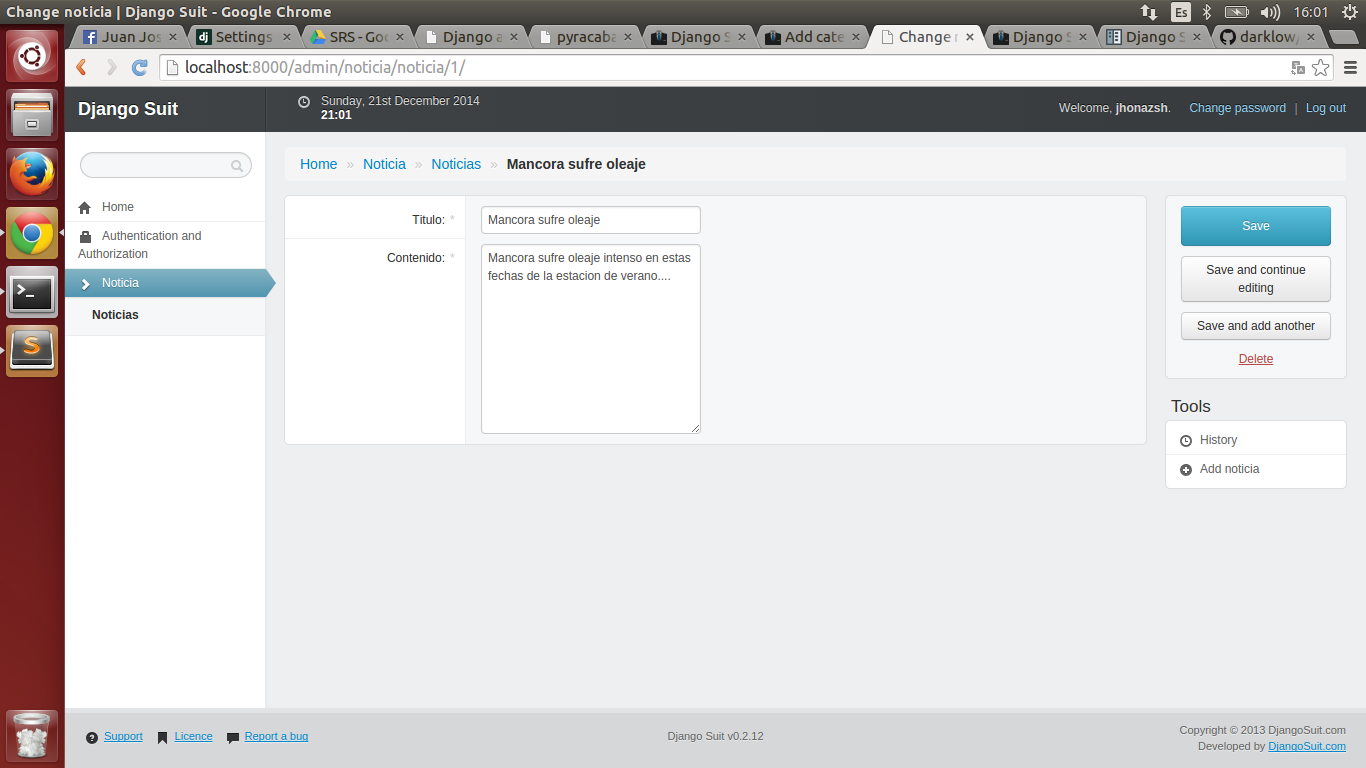 Change noticia | Django Suit - Google Chrome
Es
16:01
Juan Jos
Settings
SRS - Goo
Django a
pyracaba
Django S
Add cate
Change n
Django S
Django S
darklow/
localhost:8000/admin/noticia/noticia/1/
Django Suit
Sunday, 21st December 2014
21:01
Welcome, jhonazsh. Change password | Log out
Home » Noticia » Noticias » Mancora sufre oleaje
Home
Authentication and
Authorization
Noticia
Noticias
Titulo: *
Mancora sufre oleaje
Contenido: *
Mancora sufre oleaje intenso en estas
fechas de la estacion de verano....
Save
Save and continue
editing
Save and add another
Delete
Tools
History
Add noticia
Support
Licence
Report a bug
Django Suit v0.2.12
Copyright © 2013 DjangoSuit.com
Developed by DjangoSuit.com